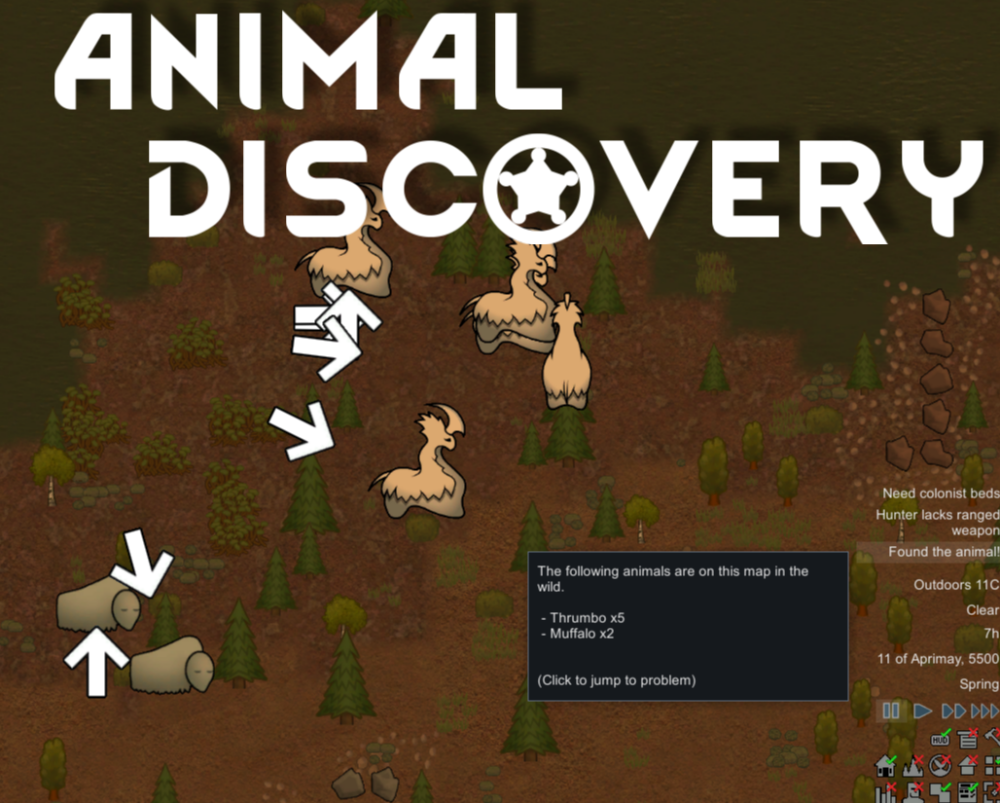 ANIMAL
DISCOVERY
Need colonist beds
Hunter lacks ranged
weapon
Found the animal!
The following animals are on this map in the
wild.
- Thrumbo x5
- Muffalo x2
(Click to jump to problem)
Outdoors 11C
Clear
7h
11 of Aprimay, 5500
Spring
HUD